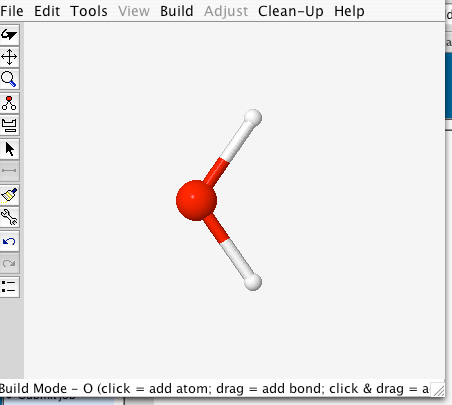 File Edit Tools View Build Adjust Clean-Up Help
Build Mode - O (click = add atom; drag = add bond; click & drag = a